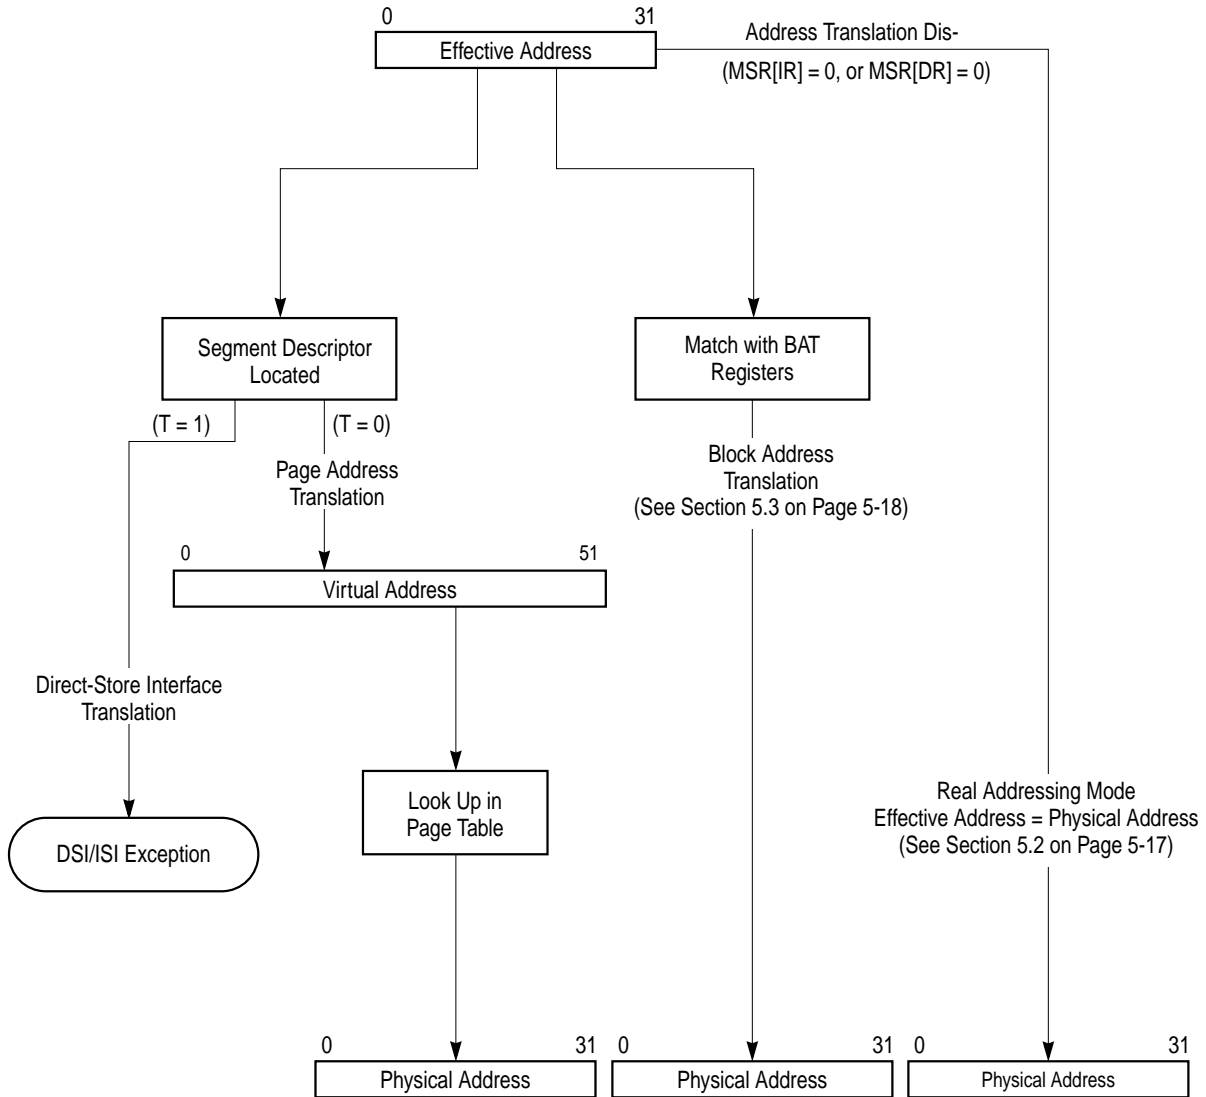 0 31
Effective Address
Address Translation Dis-
(MSR[IR] = 0, or MSR[DR] = 0)
Segment Descriptor
Located
Match with BAT
Registers
(T = 1)
(T = 0)
Page Address
Translation
Block Address
Translation
(See Section 5.3 on Page 5-18)
0 51
Virtual Address
Direct-Store Interface
Translation
Look Up in
Page Table
DSI/ISI Exception
Real Addressing Mode
Effective Address = Physical Address
(See Section 5.2 on Page 5-17)
0 31
Physical Address
0 31
Physical Address
0 31
Physical Address